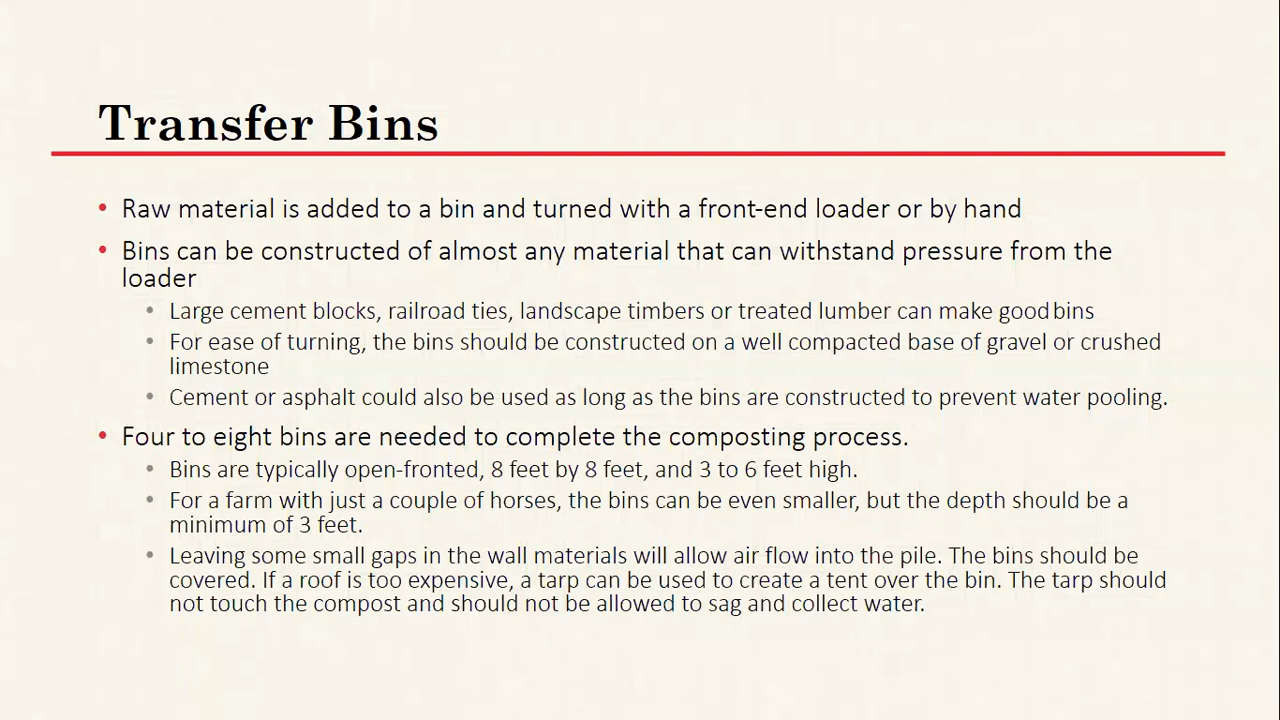 Transfer Bins
• Raw material is added to a bin and turned with a front-end loader or by hand
• Bins can be constructed of almost any material that can withstand pressure from the
loader
• Large cement blocks, railroad ties, landscape timbers or treated lumber can make good bins
• For ease of turning, the bins should be constructed on a well compacted base of gravel or crushed
limestone
• Cement or asphalt could also be used as long as the bins are constructed to prevent water pooling.
• Four to eight bins are needed to complete the composting process.
• Bins are typically open-fronted, 8 feet by 8 feet, and 3 to 6 feet high.
• For a farm with just a couple of horses, the bins can be even smaller, but the depth should be a
minimum of 3 feet.
• Leaving some small gaps in the wall materials will allow air flow into the pile. The bins should be
covered. If a roof is too expensive, a tarp can be used to create a tent over the bin. The tarp should
not touch the compost and should not be allowed to sag and collect water.